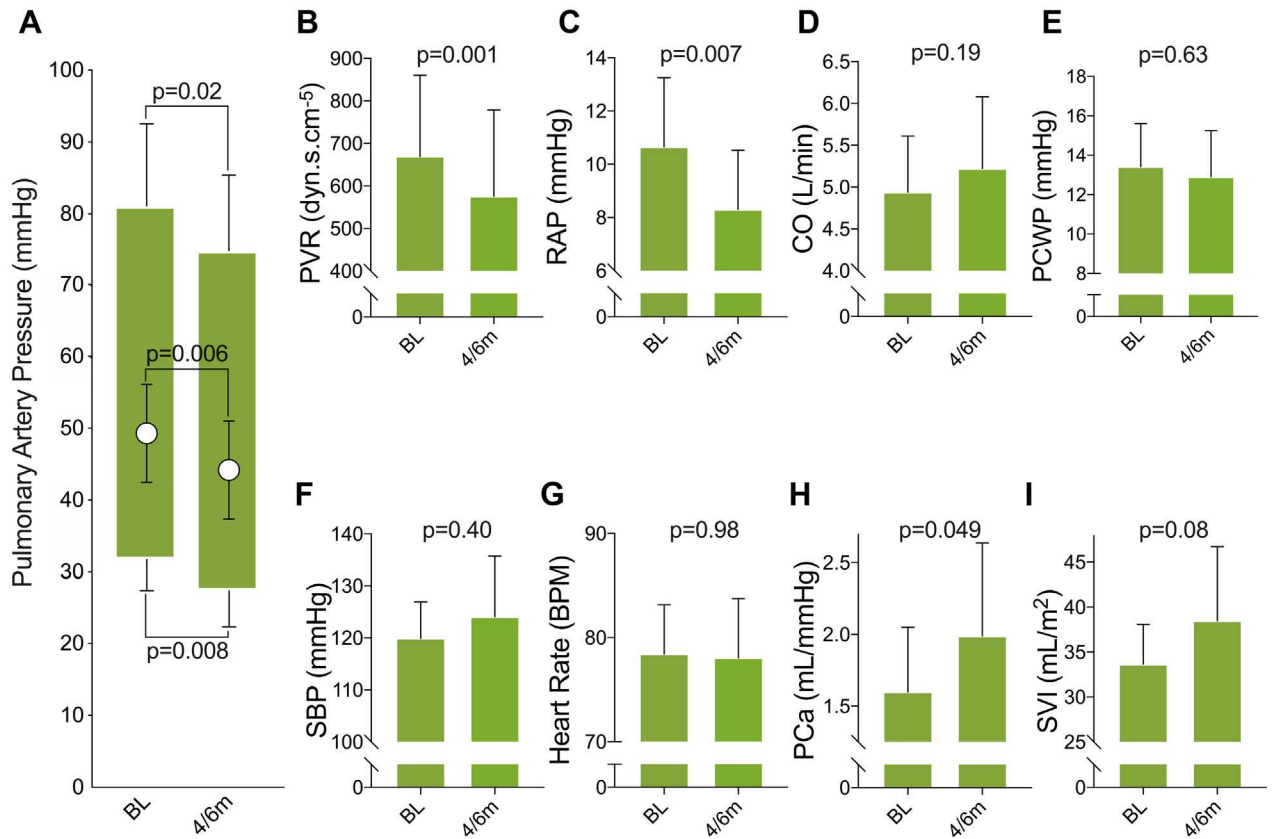 A
Pulmonary Artery Pressure (mmHg)
100
90
80
70
60
50
40
30
20
10
0
p=0.02
p=0.006
p=0.008
BL
4/6m
B
p=0.001
PVR (dyn.s.cm-5)
900
800
700
600
500
400
0
BL
4/6m
C
p=0.007
RAP (mmHg)
14
12
10
8
6
0
BL
4/6m
D
p=0.19
CO (L/min)
6.5
6.0
5.5
5.0
4.5
4.0
0
BL
4/6m
E
p=0.63
PCWP (mmHg)
18
16
14
12
10
8
0
BL
4/6m
F
p=0.40
SBP (mmHg)
140
130
120
110
100
0
BL
4/6m
G
p=0.98
Heart Rate (BPM)
90
80
70
0
BL
4/6m
H
p=0.049
PCa (mL/mmHg)
2.5
2.0
1.5
0
BL
4/6m
I
p=0.08
SVI (mL/m2)
45
40
35
30
25
0
BL
4/6m